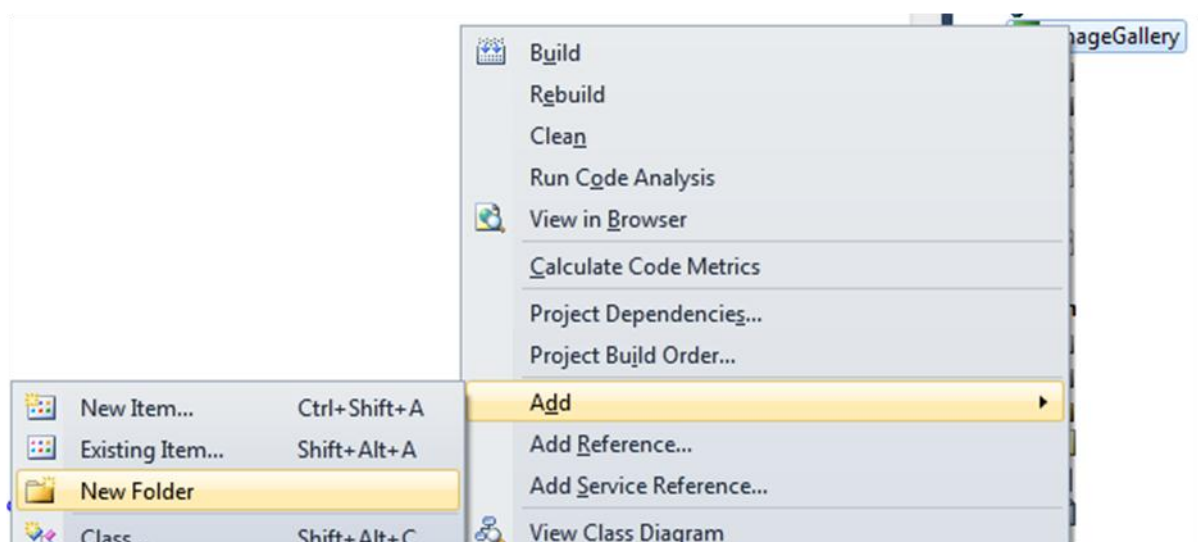 nageGallery
Build
Rebuild
Clean
Run Code Analysis
View in Browser
Calculate Code Metrics
Project Dependencies...
Project Build Order...
Add
Add Reference...
Add Service Reference...
View Class Diagram
New Item... Ctrl+Shift+A
Existing Item... Shift+Alt+A
New Folder
Class... Shift+Alt+C